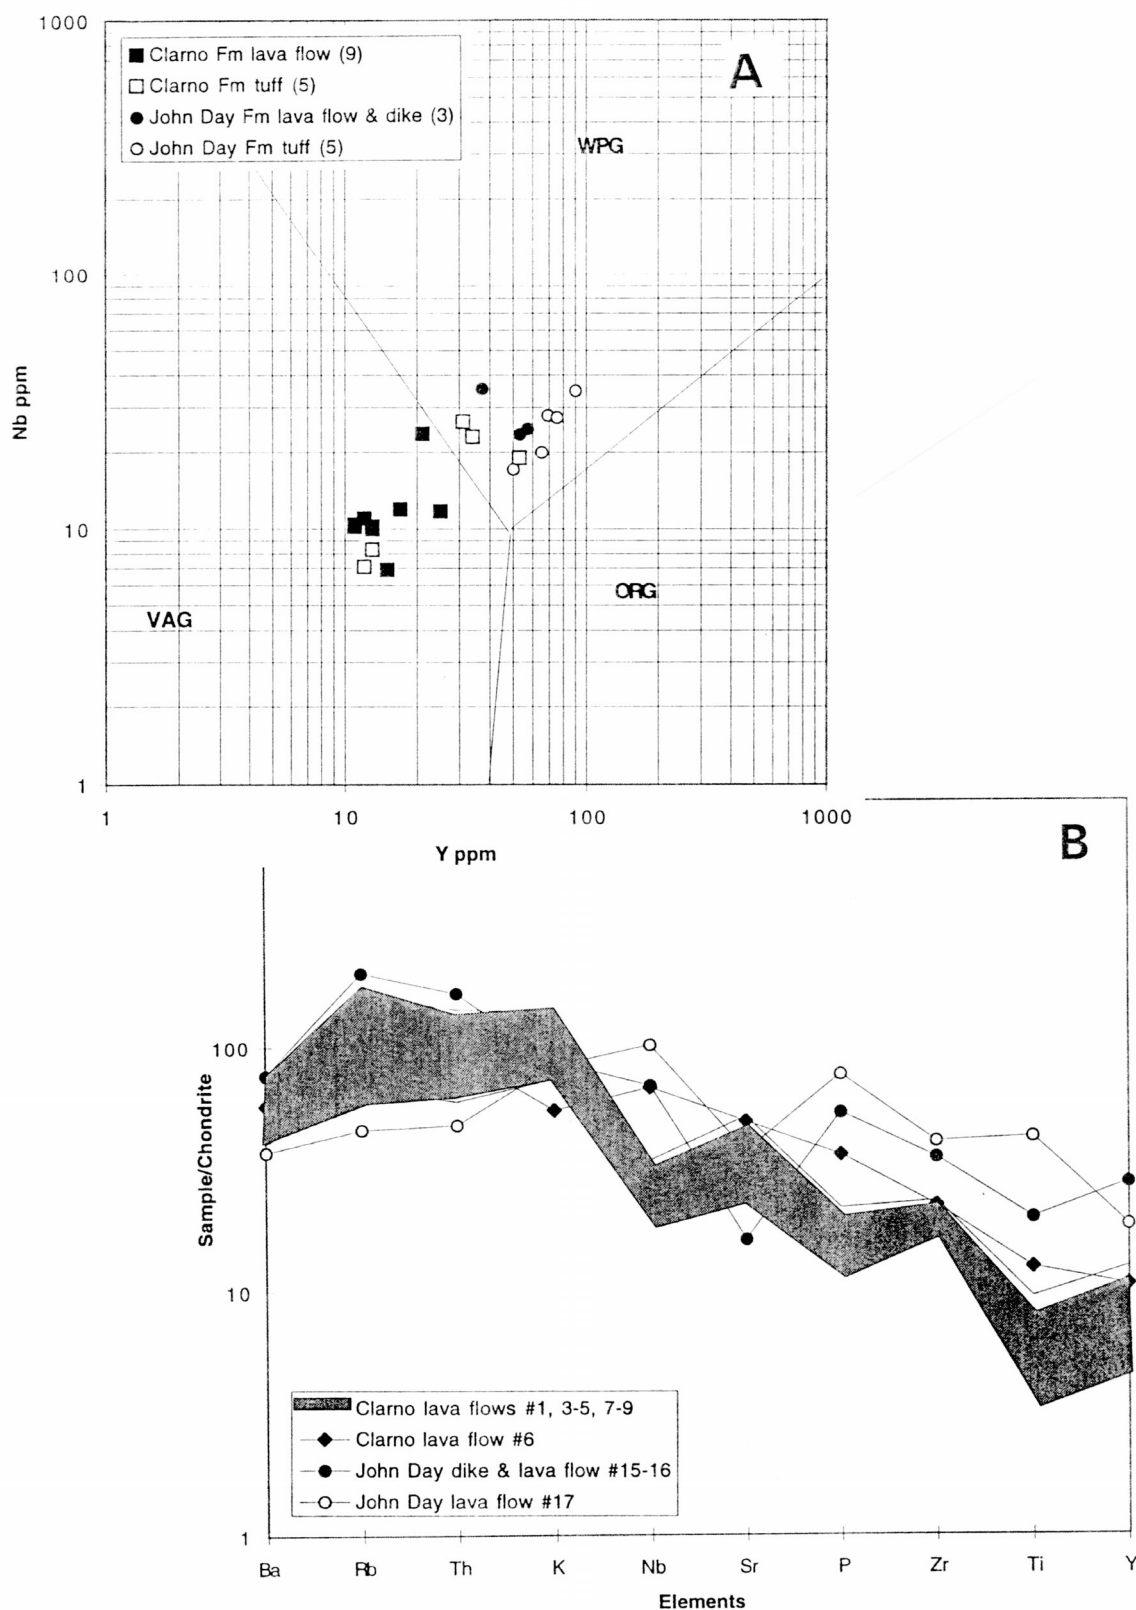 1000
Clarno Fm lava flow (9)
Clarno Fm tuff (5)
John Day Fm lava flow & dike (3)
John Day Fm tuff (5)
A
WPG
100
Nb ppm
10
ORG
VAG
1
1 10 100 1000
Y ppm
B
100
Sample/Chondrite
10
Clarno lava flows #1, 3-5, 7-9
Clarno lava flow #6
John Day dike & lava flow #15-16
John Day lava flow #17
1
Ba Rb Th K Nb Sr P Zr Ti Y
Elements